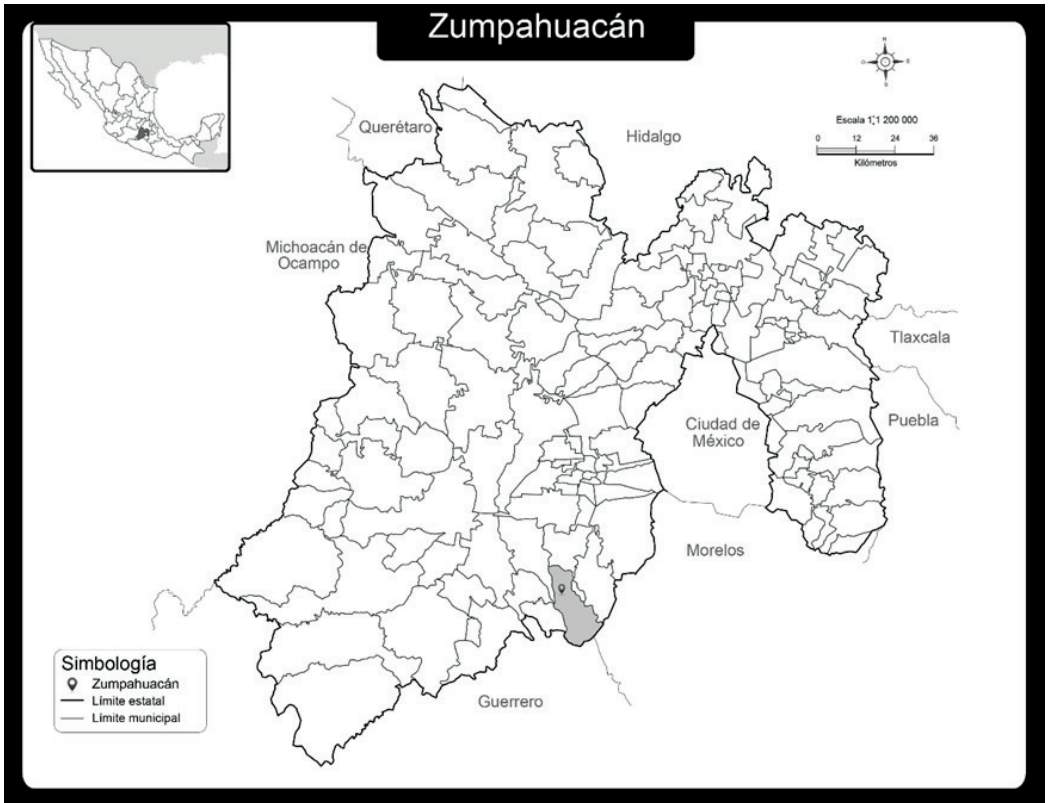 Zumpahuacán
N
O
E
S
Escala 1:1 200 000
0 12 24 36
Kilómetros
Querétaro
Hidalgo
Michoacán de
Ocampo
Tlaxcala
Puebla
Ciudad de
México
Morelos
Guerrero
Simbología
Zumpahuacán
Límite estatal
Límite municipal